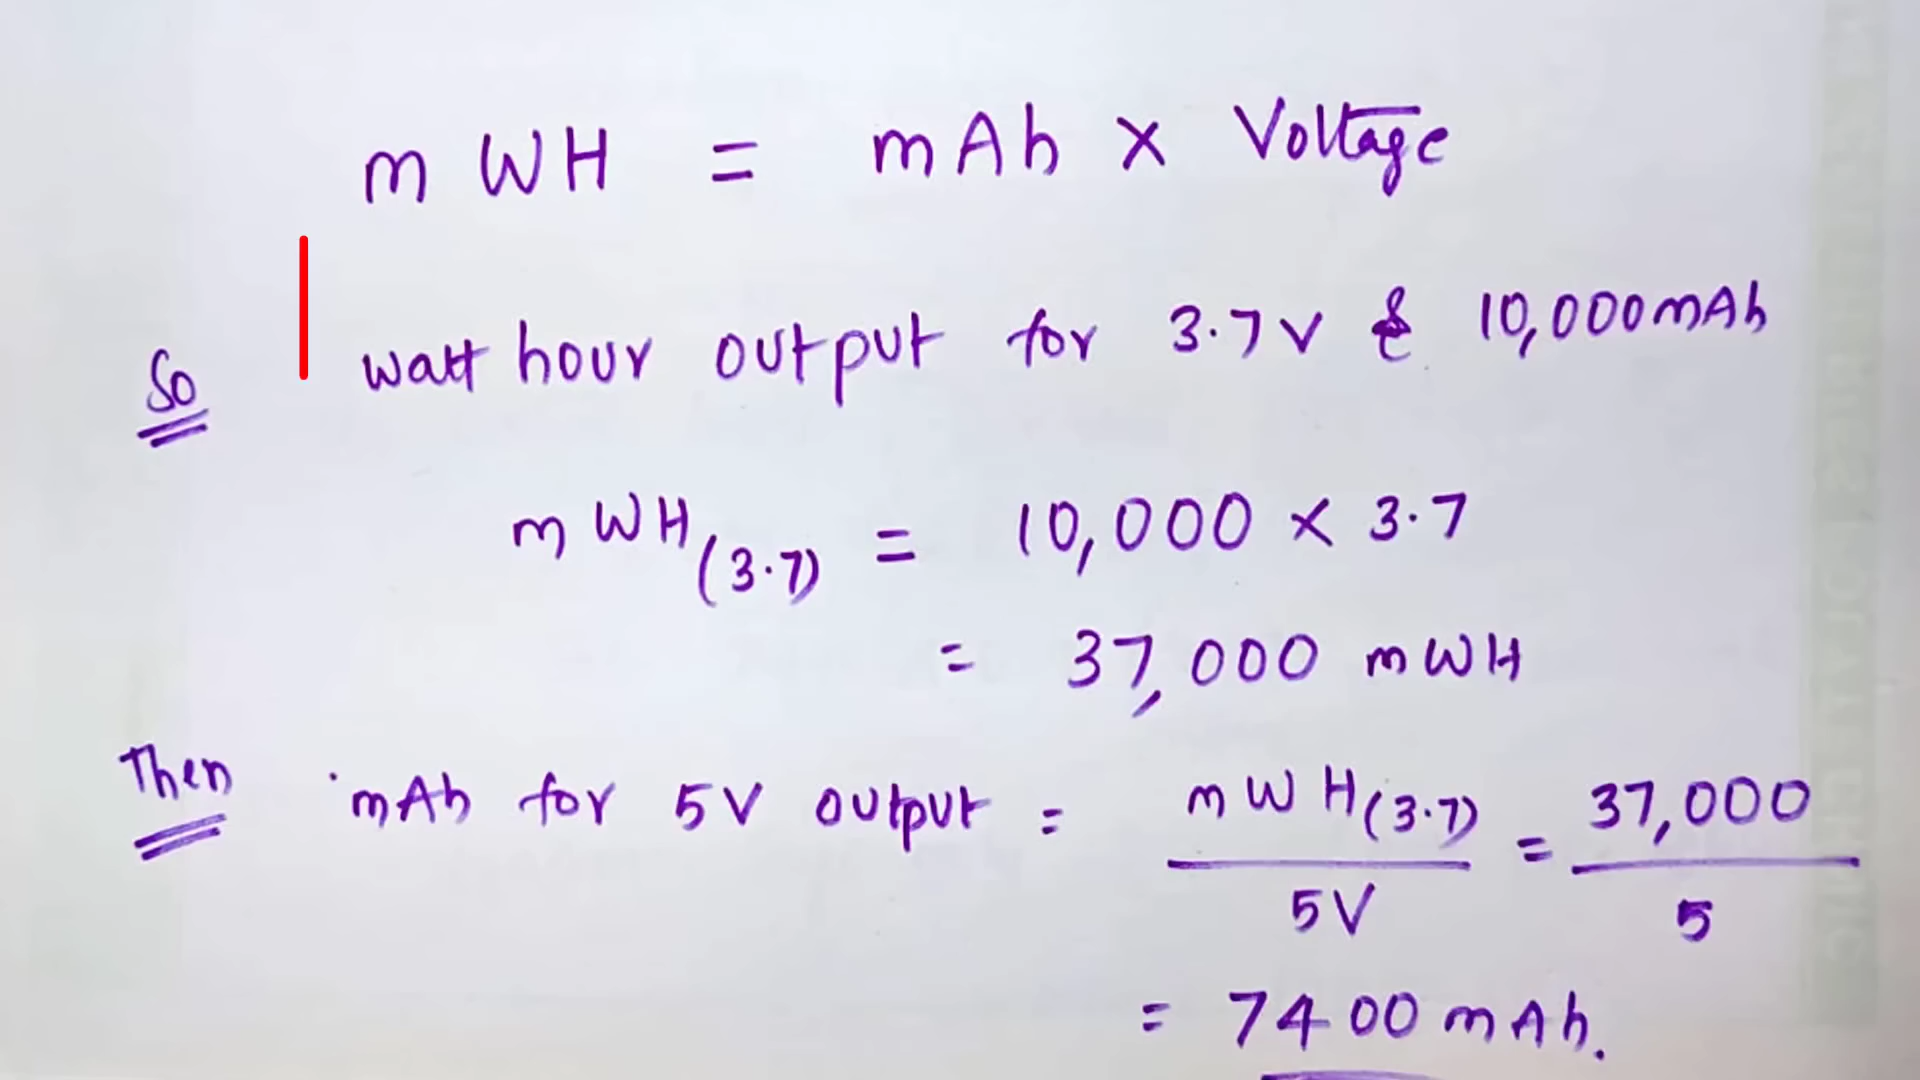 m WH = mAh × Voltage
So watt hour output for 3.7V & 10,000mAh
mWH(3.7) = 10,000 × 3.7
= 37,000 mWH
Then mAh for 5V output = mWH(3.7) / 5V = 37,000 / 5
= 7400 mAh.